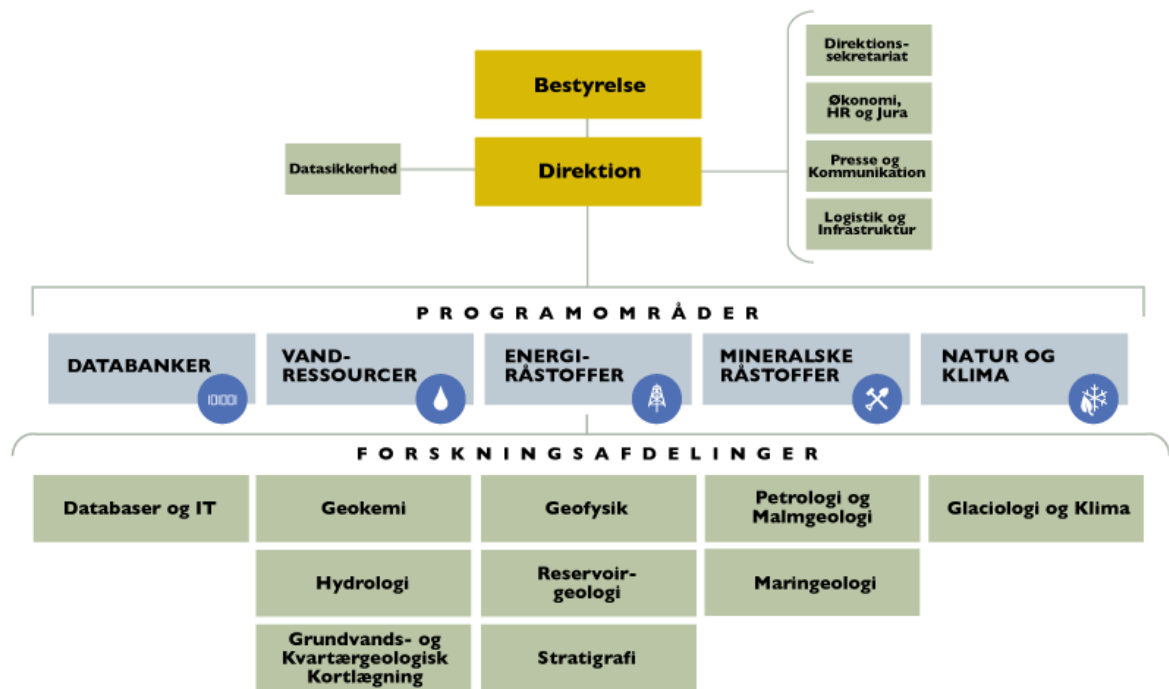 Direktions-
sekretariat
Bestyrelse
Økonomi,
HR og Jura
Datasikkerhed
Direktion
Presse og
Kommunikation
Logistik og
Infrastruktur
PROGRAMOMRÅDER
DATABANKER
VAND-
RESSOURCER
ENERGI-
RÅSTOFFER
MINERALSKE
RÅSTOFFER
NATUR OG
KLIMA
FORSKNINGSAFDELINGER
Databaser og IT
Geokemi
Geofysik
Petrologi og
Malmgeologi
Glaciologi og Klima
Hydrologi
Reservoir-
geologi
Maringeologi
Grundvands- og
Kvartærgeologisk
Kortlægning
Stratigrafi